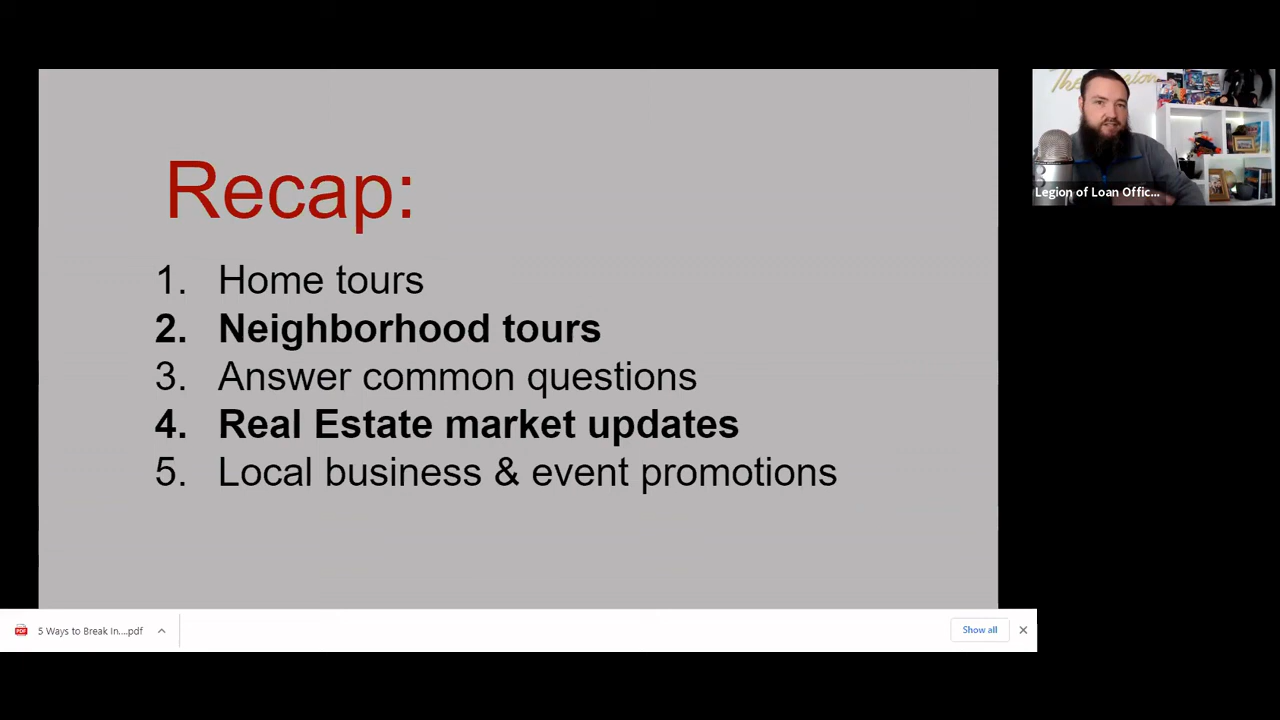 Recap:
1. Home tours
2. Neighborhood tours
3. Answer common questions
4. Real Estate market updates
5. Local business & event promotions
The
Legion of Loan Offic...
5 Ways to Break In....pdf
Show all